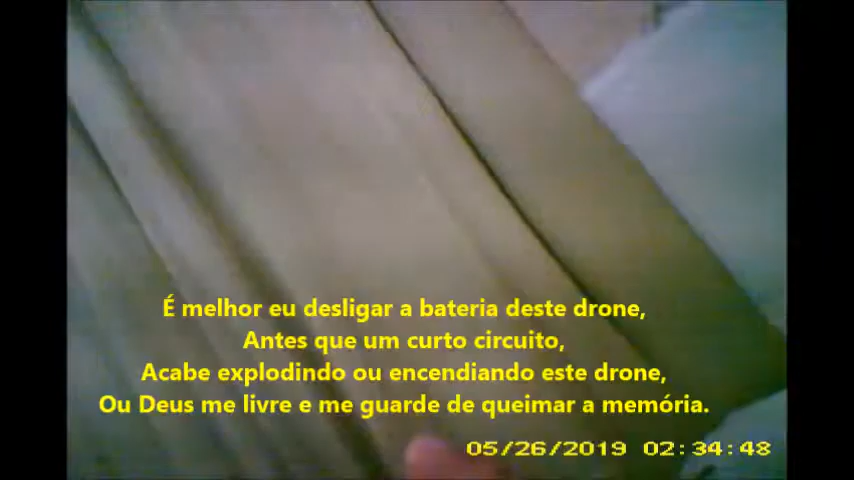 É melhor eu desligar a bateria deste drone,
Antes que um curto circuito,
Acabe explodindo ou encendiando este drone,
Ou Deus me livre e me guarde de queimar a memória.
05/26/2019 02:34:48